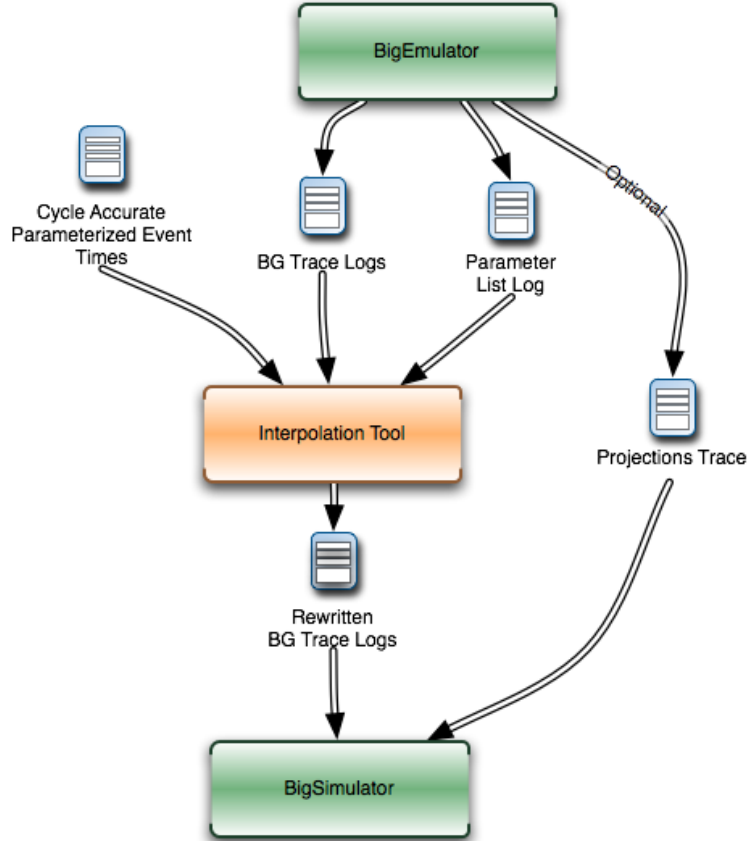 BigEmulator
Optional
Cycle Accurate
Parameterized Event
Times
BG Trace Logs
Parameter
List Log
Interpolation Tool
Projections Trace
Rewritten
BG Trace Logs
BigSimulator